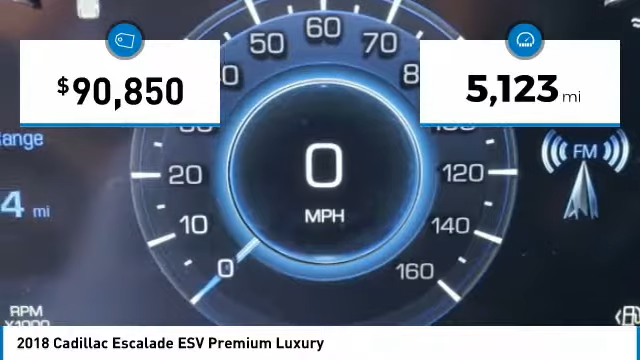 $90,850
5,123 mi
60
50 70
20
120
10
140
0
160
0
MPH
4 mi
FM
RPM
X1000
2018 Cadillac Escalade ESV Premium Luxury